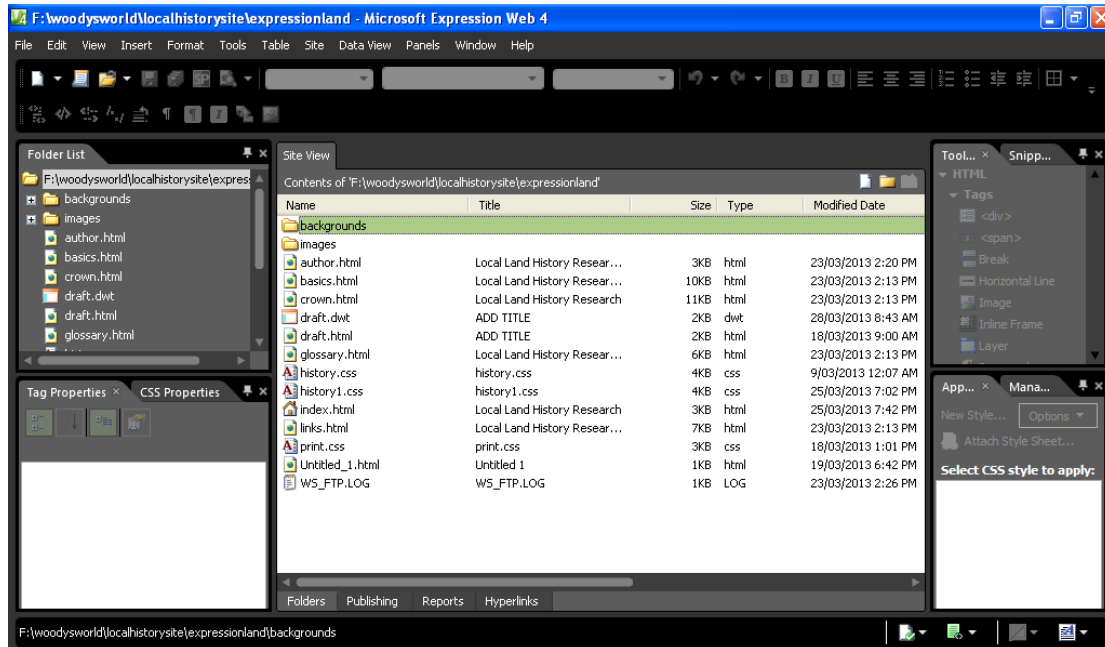 F:\woodysworld\localhistorysite\expressionland - Microsoft Expression Web 4
File Edit View Insert Format Tools Table Site Data View Panels Window Help
Folder List
F:\woodysworld\localhistorysite\expres
backgrounds
images
author.html
basics.html
crown.html
draft.dwt
draft.html
glossary.html
Tag Properties CSS Properties
Site View
Contents of 'F:\woodysworld\localhistorysite\expressionland'
Name Title Size Type Modified Date
backgrounds
images
author.html Local Land History Resear... 3KB html 23/03/2013 2:20 PM
basics.html Local Land History Resear... 10KB html 23/03/2013 2:13 PM
crown.html Local Land History Research 11KB html 23/03/2013 2:13 PM
draft.dwt ADD TITLE 2KB dwt 28/03/2013 8:43 AM
draft.html ADD TITLE 2KB html 18/03/2013 9:00 AM
glossary.html Local Land History Resear... 6KB html 23/03/2013 2:13 PM
history.css history.css 4KB css 9/03/2013 12:07 AM
history1.css history1.css 4KB css 25/03/2013 7:02 PM
index.html Local Land History Research 3KB html 25/03/2013 7:42 PM
links.html Local Land History Resear... 7KB html 23/03/2013 2:13 PM
print.css print.css 3KB css 18/03/2013 1:01 PM
Untitled_1.html Untitled 1 1KB html 19/03/2013 6:42 PM
WS_FTP.LOG WS_FTP.LOG 1KB LOG 23/03/2013 2:26 PM
Folders Publishing Reports Hyperlinks
Tool... Snipp...
HTML
Tags
<div>
<span>
Break
Horizontal Line
Image
Inline Frame
Layer
App... Mana...
New Style... Options
Attach Style Sheet...
Select CSS style to apply:
F:\woodysworld\localhistorysite\expressionland\backgrounds